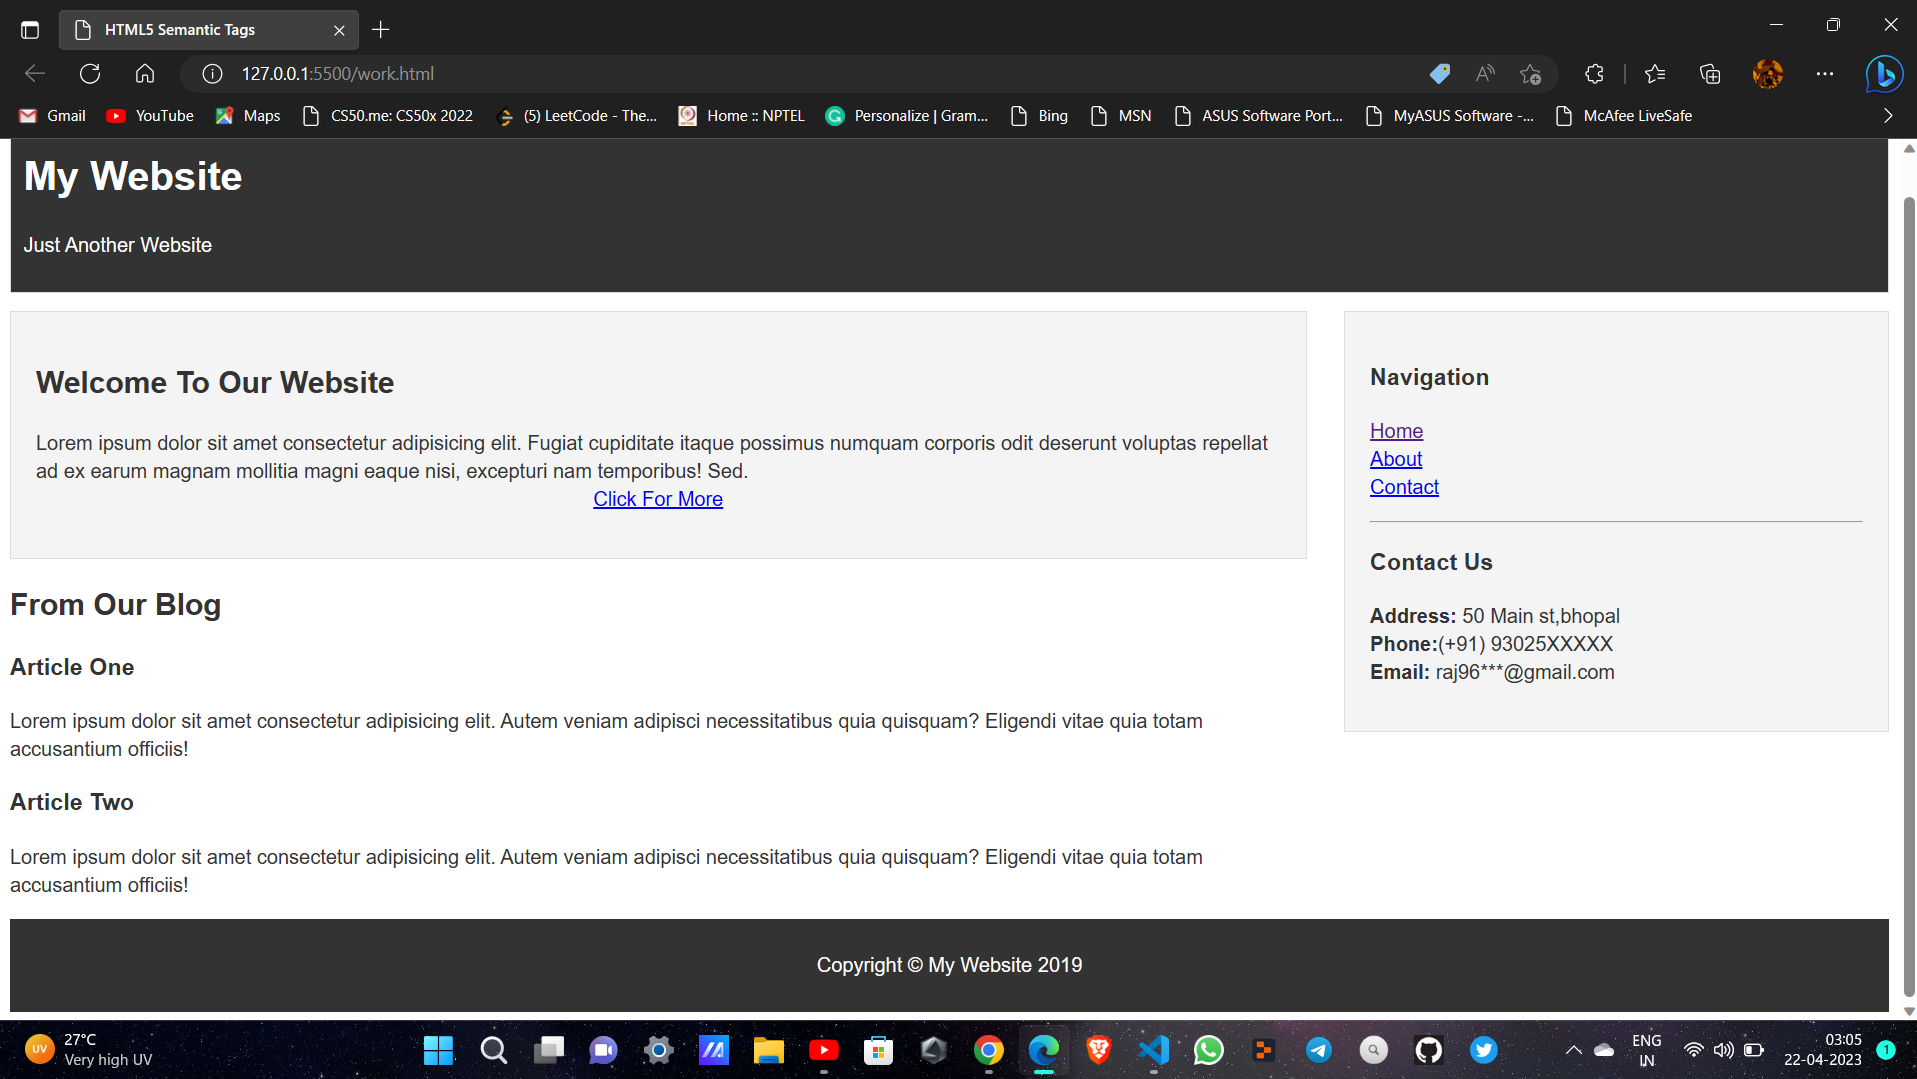 HTML5 Semantic Tags
127.0.0.1:5500/work.html
Gmail YouTube Maps CS50.me: CS50x 2022 (5) LeetCode - The... Home :: NPTEL Personalize | Gram... Bing MSN ASUS Software Port... MyASUS Software -... McAfee LiveSafe
My Website
Just Another Website
Welcome To Our Website
Lorem ipsum dolor sit amet consectetur adipisicing elit. Fugiat cupiditate itaque possimus numquam corporis odit deserunt voluptas repellat
ad ex earum magnam mollitia magni eaque nisi, excepturi nam temporibus! Sed.
Click For More
From Our Blog
Article One
Lorem ipsum dolor sit amet consectetur adipisicing elit. Autem veniam adipisci necessitatibus quia quisquam? Eligendi vitae quia totam
accusantium officiis!
Article Two
Lorem ipsum dolor sit amet consectetur adipisicing elit. Autem veniam adipisci necessitatibus quia quisquam? Eligendi vitae quia totam
accusantium officiis!
Navigation
Home
About
Contact
Contact Us
Address: 50 Main st,bhopal
Phone:(+91) 93025XXXXX
Email: raj96***@gmail.com
Copyright © My Website 2019
UV
27°C
Very high UV
ENG
IN
03:05
22-04-2023
1